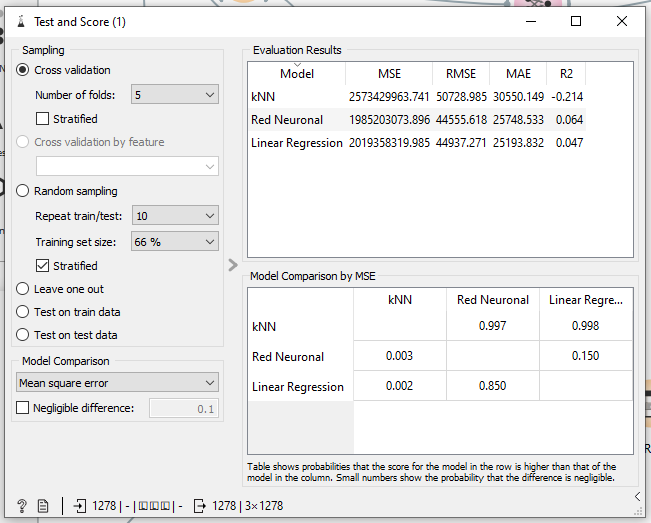 Test and Score (1)
Sampling
Cross validation
Number of folds: 5
Stratified
Cross validation by feature
Random sampling
Repeat train/test: 10
Training set size: 66 %
Stratified
Leave one out
Test on train data
Test on test data
Model Comparison
Mean square error
Negligible difference: 0.1
Evaluation Results
Model MSE RMSE MAE R2
kNN 2573429963.741 50728.985 30550.149 -0.214
Red Neuronal 1985203073.896 44555.618 25748.533 0.064
Linear Regression 2019358319.985 44937.271 25193.832 0.047
Model Comparison by MSE
kNN Red Neuronal Linear Regre...
kNN 0.997 0.998
Red Neuronal 0.003 0.150
Linear Regression 0.002 0.850
Table shows probabilities that the score for the model in the row is higher than that of the
model in the column. Small numbers show the probability that the difference is negligible.
? 1278 | - | - 1278 | 3×1278